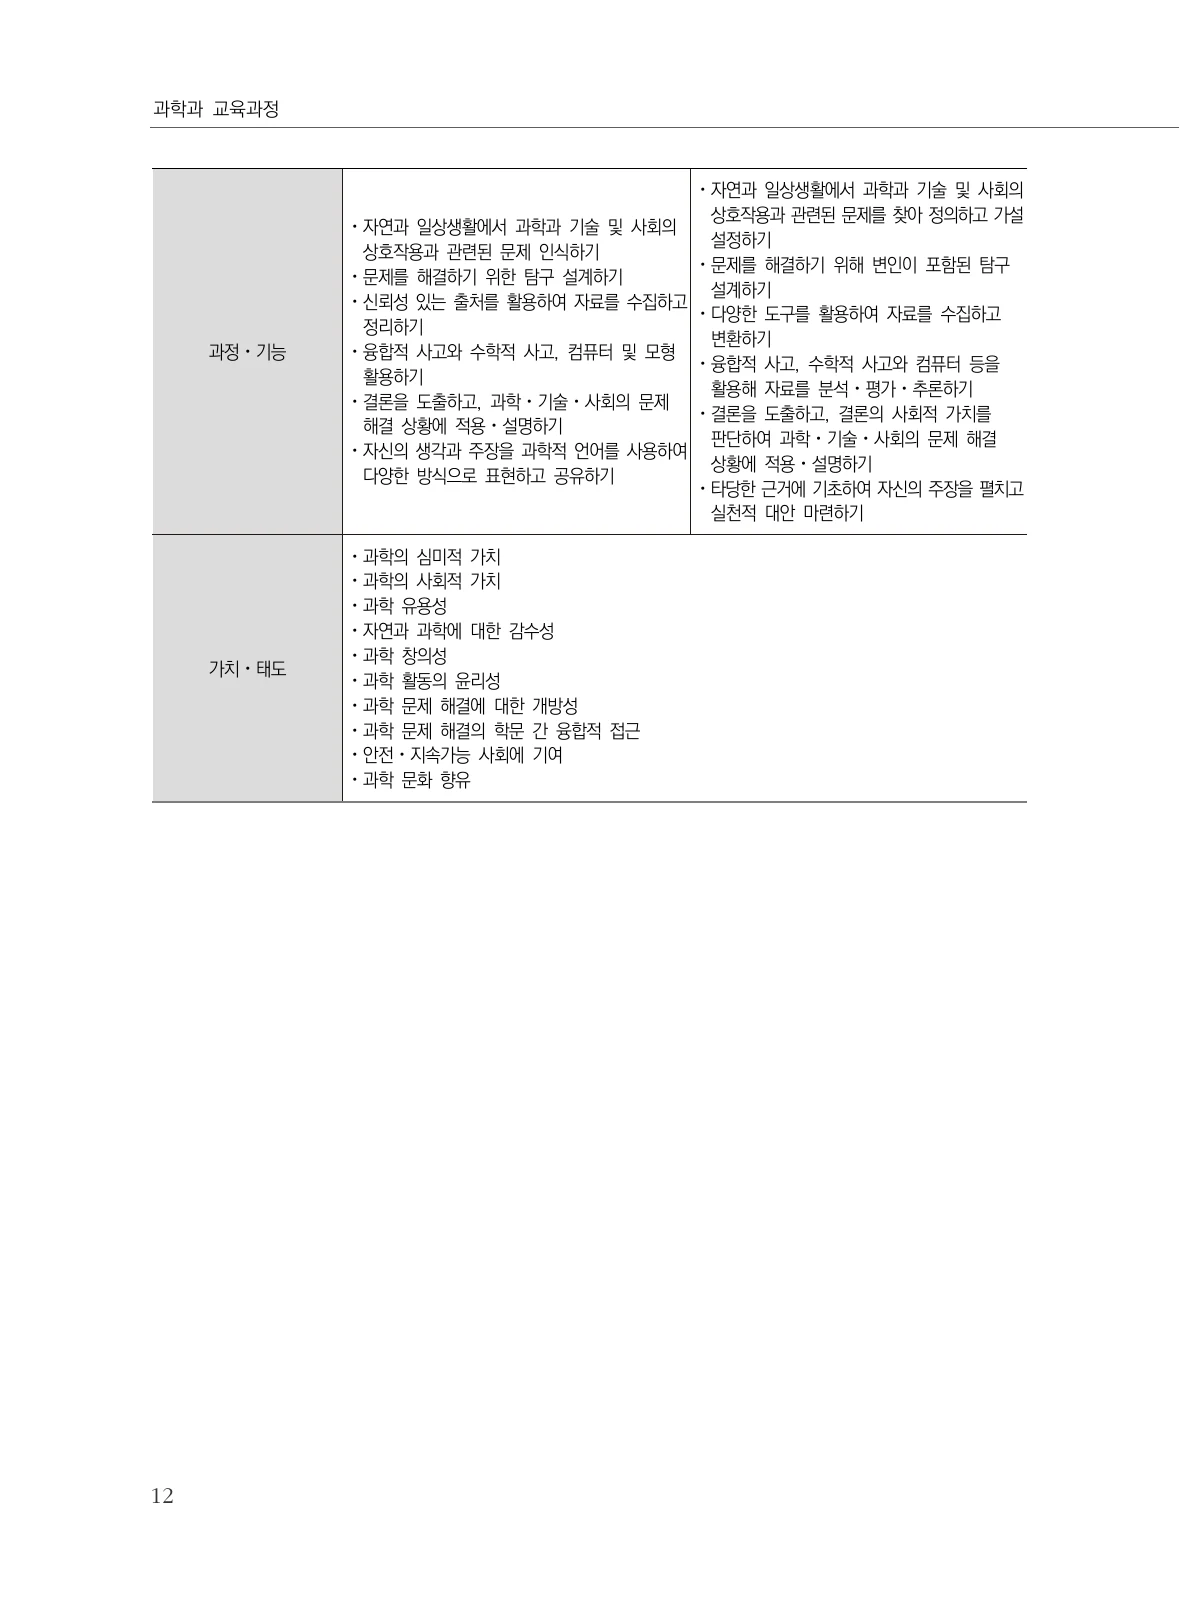 과학과 교육과정
과정・기능
・자연과 일상생활에서 과학과 기술 및 사회의
상호작용과 관련된 문제 인식하기
・문제를 해결하기 위한 탐구 설계하기
・신뢰성 있는 출처를 활용하여 자료를 수집하고
정리하기
・융합적 사고와 수학적 사고, 컴퓨터 및 모형
활용하기
・결론을 도출하고, 과학・기술・사회의 문제
해결 상황에 적용・설명하기
・자신의 생각과 주장을 과학적 언어를 사용하여
다양한 방식으로 표현하고 공유하기
・자연과 일상생활에서 과학과 기술 및 사회의
상호작용과 관련된 문제를 찾아 정의하고 가설
설정하기
・문제를 해결하기 위해 변인이 포함된 탐구
설계하기
・다양한 도구를 활용하여 자료를 수집하고
변환하기
・융합적 사고, 수학적 사고와 컴퓨터 등을
활용해 자료를 분석・평가・추론하기
・결론을 도출하고, 결론의 사회적 가치를
판단하여 과학・기술・사회의 문제 해결
상황에 적용・설명하기
・타당한 근거에 기초하여 자신의 주장을 펼치고
실천적 대안 마련하기
가치・태도
・과학의 심미적 가치
・과학의 사회적 가치
・과학 유용성
・자연과 과학에 대한 감수성
・과학 창의성
・과학 활동의 윤리성
・과학 문제 해결에 대한 개방성
・과학 문제 해결의 학문 간 융합적 접근
・안전・지속가능 사회에 기여
・과학 문화 향유
12